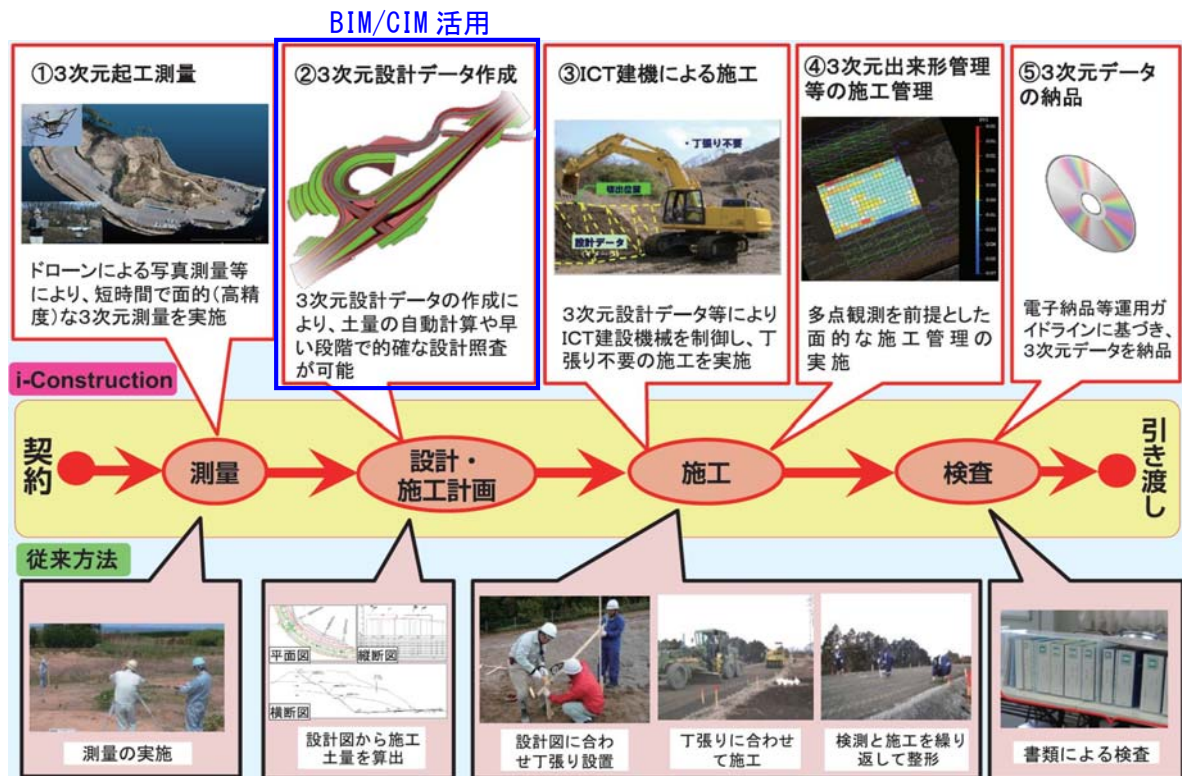 BIM/CIM 活用
①3次元起工測量
ドローンによる写真測量等
により、短時間で面的(高精
度)な3次元測量を実施
②3次元設計データ作成
3次元設計データの作成に
より、土量の自動計算や早
い段階で的確な設計照査
が可能
③ICT建機による施工
・丁張り不要
切出位置
設計データ
3次元設計データ等により
ICT建設機械を制御し、丁
張り不要の施工を実施
④3次元出来形管理
等の施工管理
多点観測を前提とした
面的な施工管理の
実施
⑤3次元データ
の納品
電子納品等運用ガ
イドラインに基づき、
3次元データを納品
i-Construction
契約
測量
設計・
施工計画
施工
検査
引き渡し
従来方法
測量の実施
平面図
縦断図
横断図
設計図から施工
土量を算出
設計図に合わ
せ丁張り設置
丁張りに合わせ
て施工
検測と施工を繰り
返して整形
書類による検査